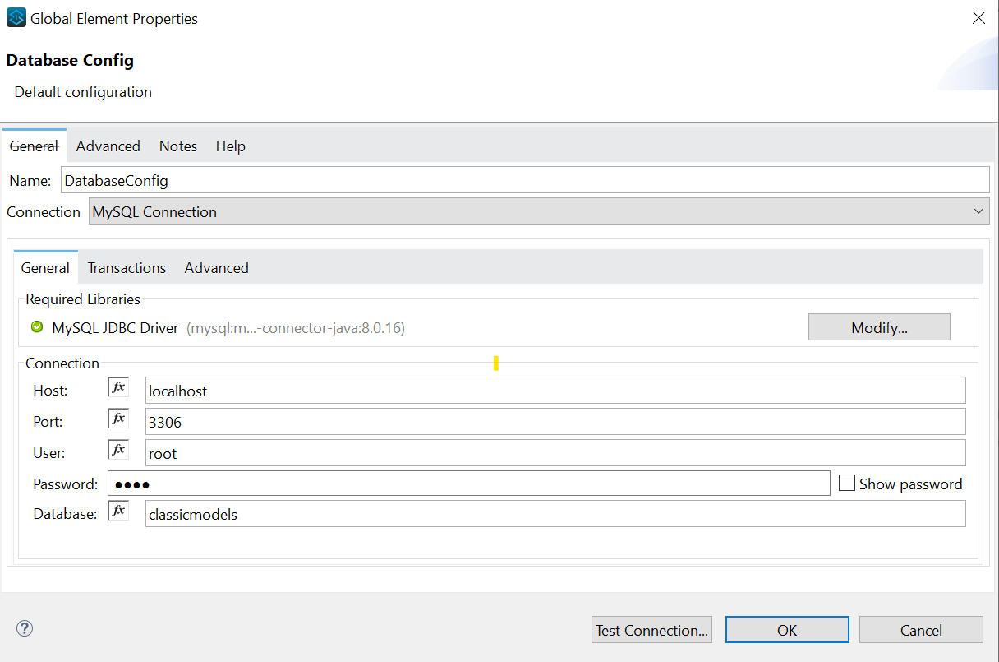 Global Element Properties
Database Config
Default configuration
General Advanced Notes Help
Name: DatabaseConfig
Connection MySQL Connection
General Transactions Advanced
Required Libraries
MySQL JDBC Driver (mysql:m...-connector-java:8.0.16)
Modify...
Connection
Host: fx localhost
Port: fx 3306
User: fx root
Password: ●●●● Show password
Database: fx classicmodels
? Test Connection... OK Cancel